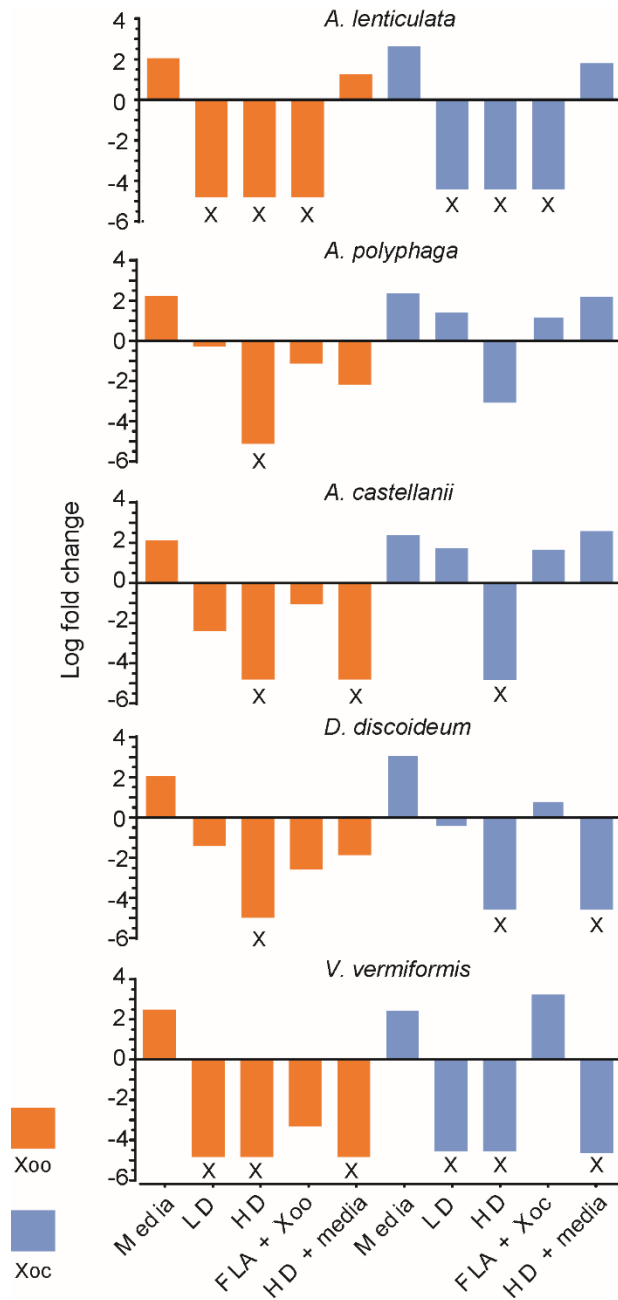 A. lenticulata
4
2
0
-2
-4
-6
X X X X X X
A. polyphaga
4
2
0
-2
-4
-6
X
A. castellanii
4
2
0
-2
-4
-6
X X X
Log fold change
D. discoideum
4
2
0
-2
-4
-6
X X X
V. vermiformis
4
2
0
-2
-4
-6
X X X X X X
Media LD HD FLA + Xoo HD + media Media LD HD FLA + Xoc HD + media
Xoo
Xoc